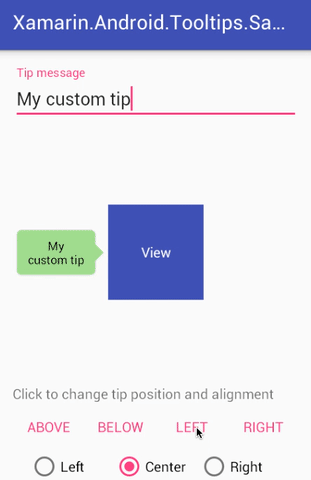 Xamarin.Android.Tooltips.Sa...
Tip message
My custom tip
My
custom tip
View
Click to change tip position and alignment
ABOVE BELOW LEFT RIGHT
Left Center Right